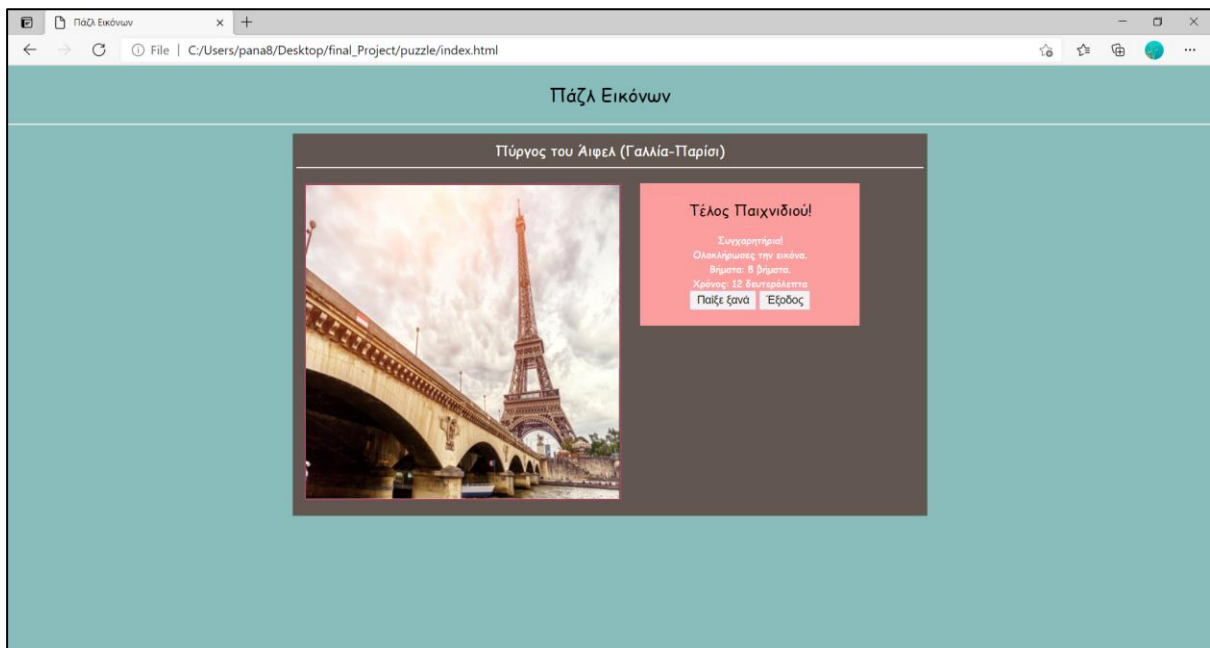 Πάζλ Εικόνων
File | C:/Users/pana8/Desktop/final_Project/puzzle/index.html
Πάζλ Εικόνων
Πύργος του Άιφελ (Γαλλία-Παρίσι)
Τέλος Παιχνιδιού!
Συγχαρητήρια!
Ολοκλήρωσες την εικόνα.
Βήματα: 8 βήματα.
Χρόνος: 12 δευτερόλεπτα
Παίξε ξανά Έξοδος